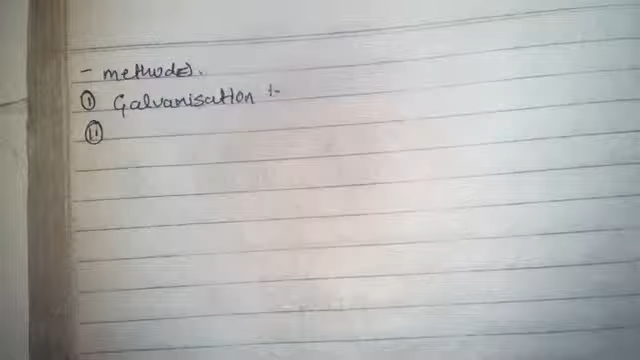 - methods.
① Galvanisation :-
⑪